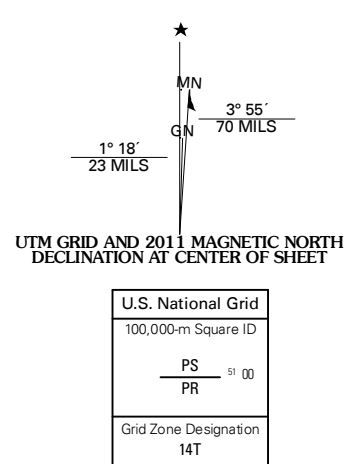 ★
MN
3° 55´
70 MILS
GN
1° 18´
23 MILS
UTM GRID AND 2011 MAGNETIC NORTH
DECLINATION AT CENTER OF SHEET
U.S. National Grid
100,000-m Square ID
PS
51 00
PR
Grid Zone Designation
14T